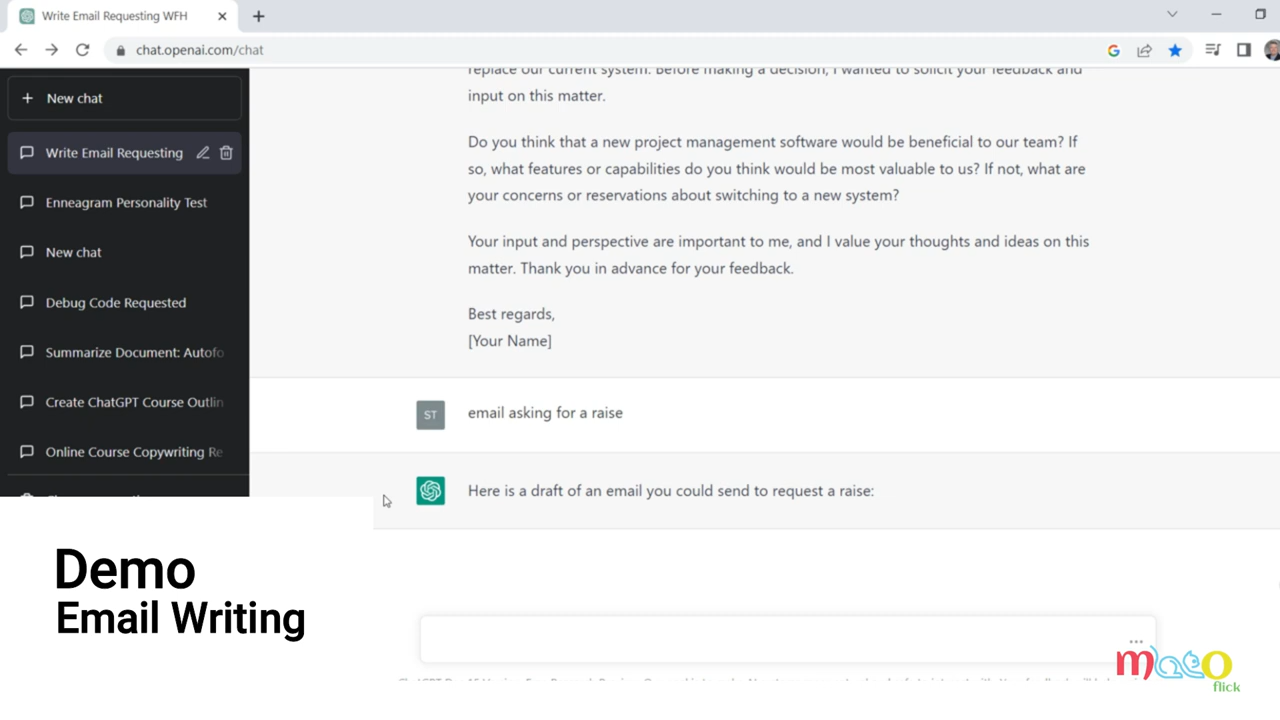 Write Email Requesting WFH
chat.openai.com/chat
New chat
Write Email Requesting
Enneagram Personality Test
New chat
Debug Code Requested
Summarize Document: Autofo
Create ChatGPT Course Outlin
Online Course Copywriting Re
replace our current system. Before making a decision, I wanted to solicit your feedback and
input on this matter.
Do you think that a new project management software would be beneficial to our team? If
so, what features or capabilities do you think would be most valuable to us? If not, what are
your concerns or reservations about switching to a new system?
Your input and perspective are important to me, and I value your thoughts and ideas on this
matter. Thank you in advance for your feedback.
Best regards,
[Your Name]
ST
email asking for a raise
Here is a draft of an email you could send to request a raise:
Demo
Email Writing
flick